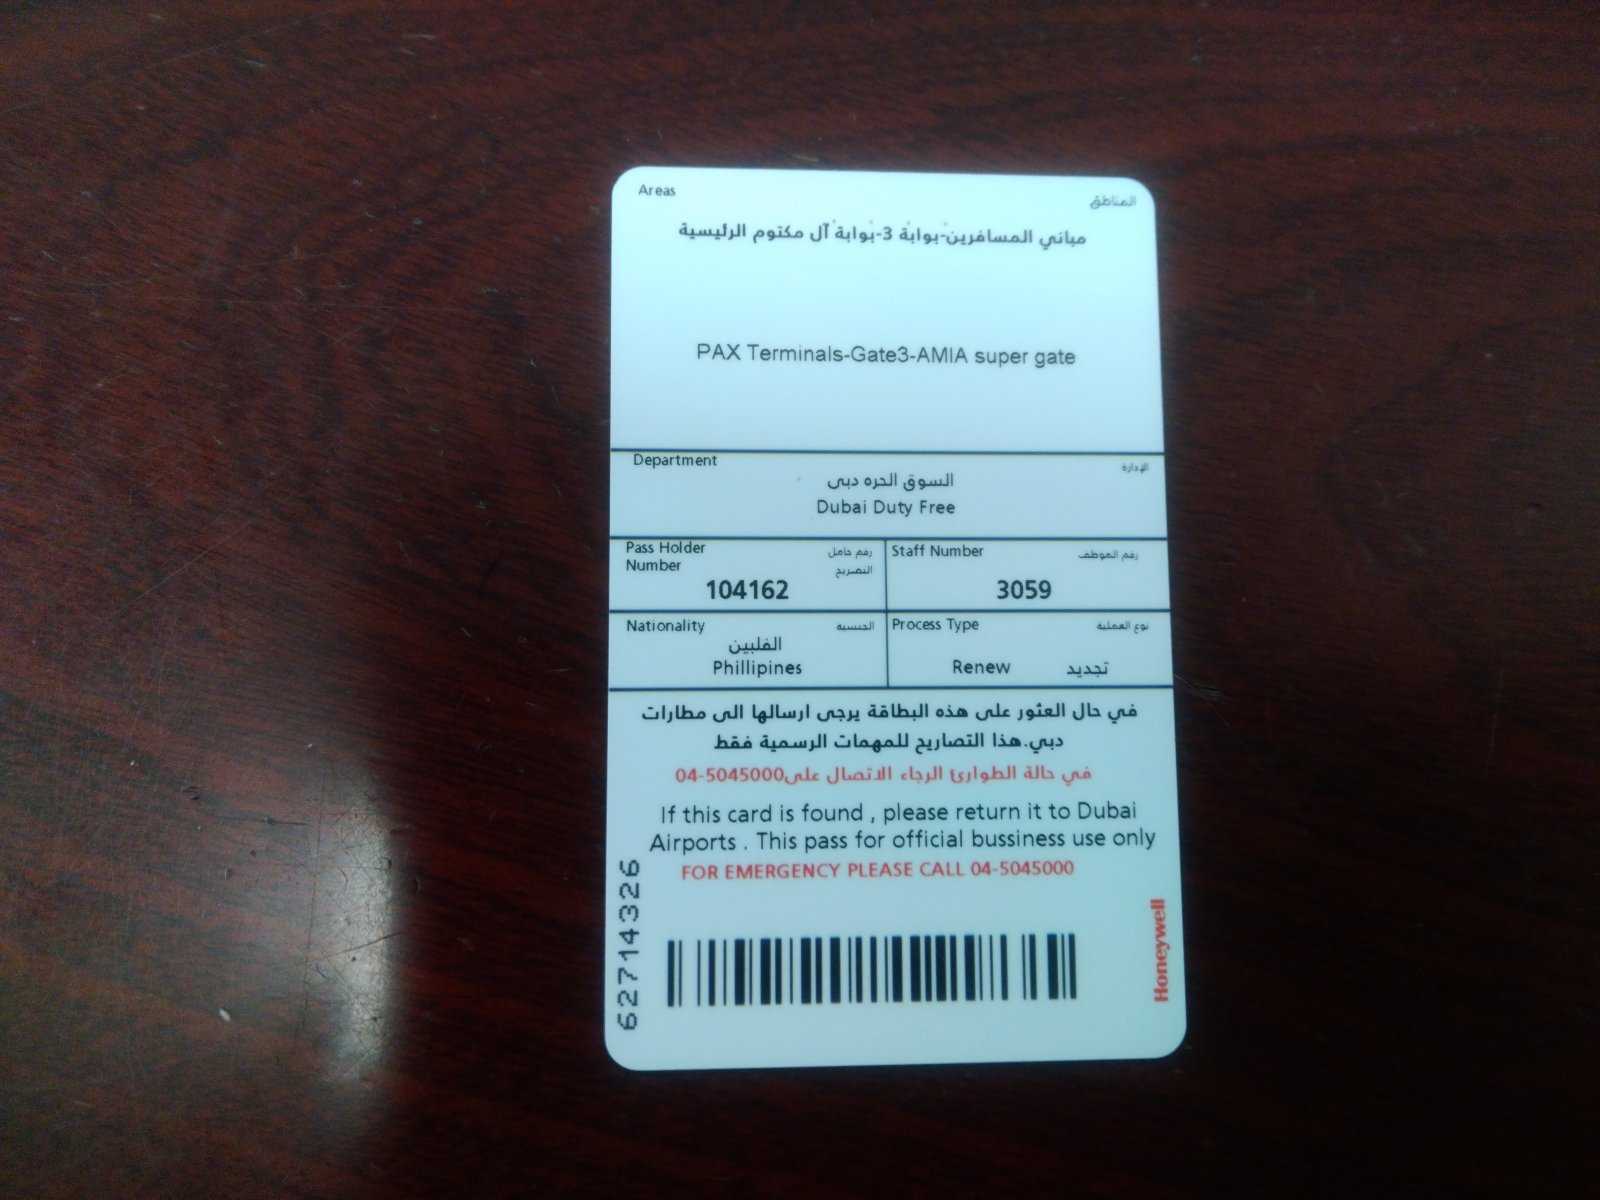 Areas المناطق
مباني المسافرين-بوابة 3-بوابة آل مكتوم الرئيسية
PAX Terminals-Gate3-AMIA super gate
Department الإدارة
السوق الحره دبى
Dubai Duty Free
Pass Holder Number رقم حامل التصريح
104162
Staff Number رقم الموظف
3059
Nationality الجنسية
الفلبين
Phillipines
Process Type نوع العملية
Renew تجديد
في حال العثور على هذه البطاقة يرجى ارسالها الى مطارات
دبي.هذا التصاريح للمهمات الرسمية فقط
في حالة الطوارئ الرجاء الاتصال على04-5045000
If this card is found , please return it to Dubai
Airports . This pass for official bussiness use only
FOR EMERGENCY PLEASE CALL 04-5045000
62714326
Honeywell